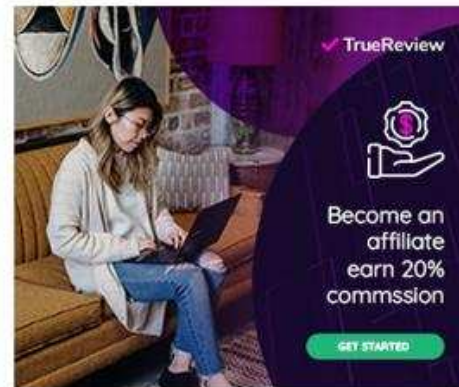 TrueReview
$
Become an
affiliate
earn 20%
commssion
GET STARTED